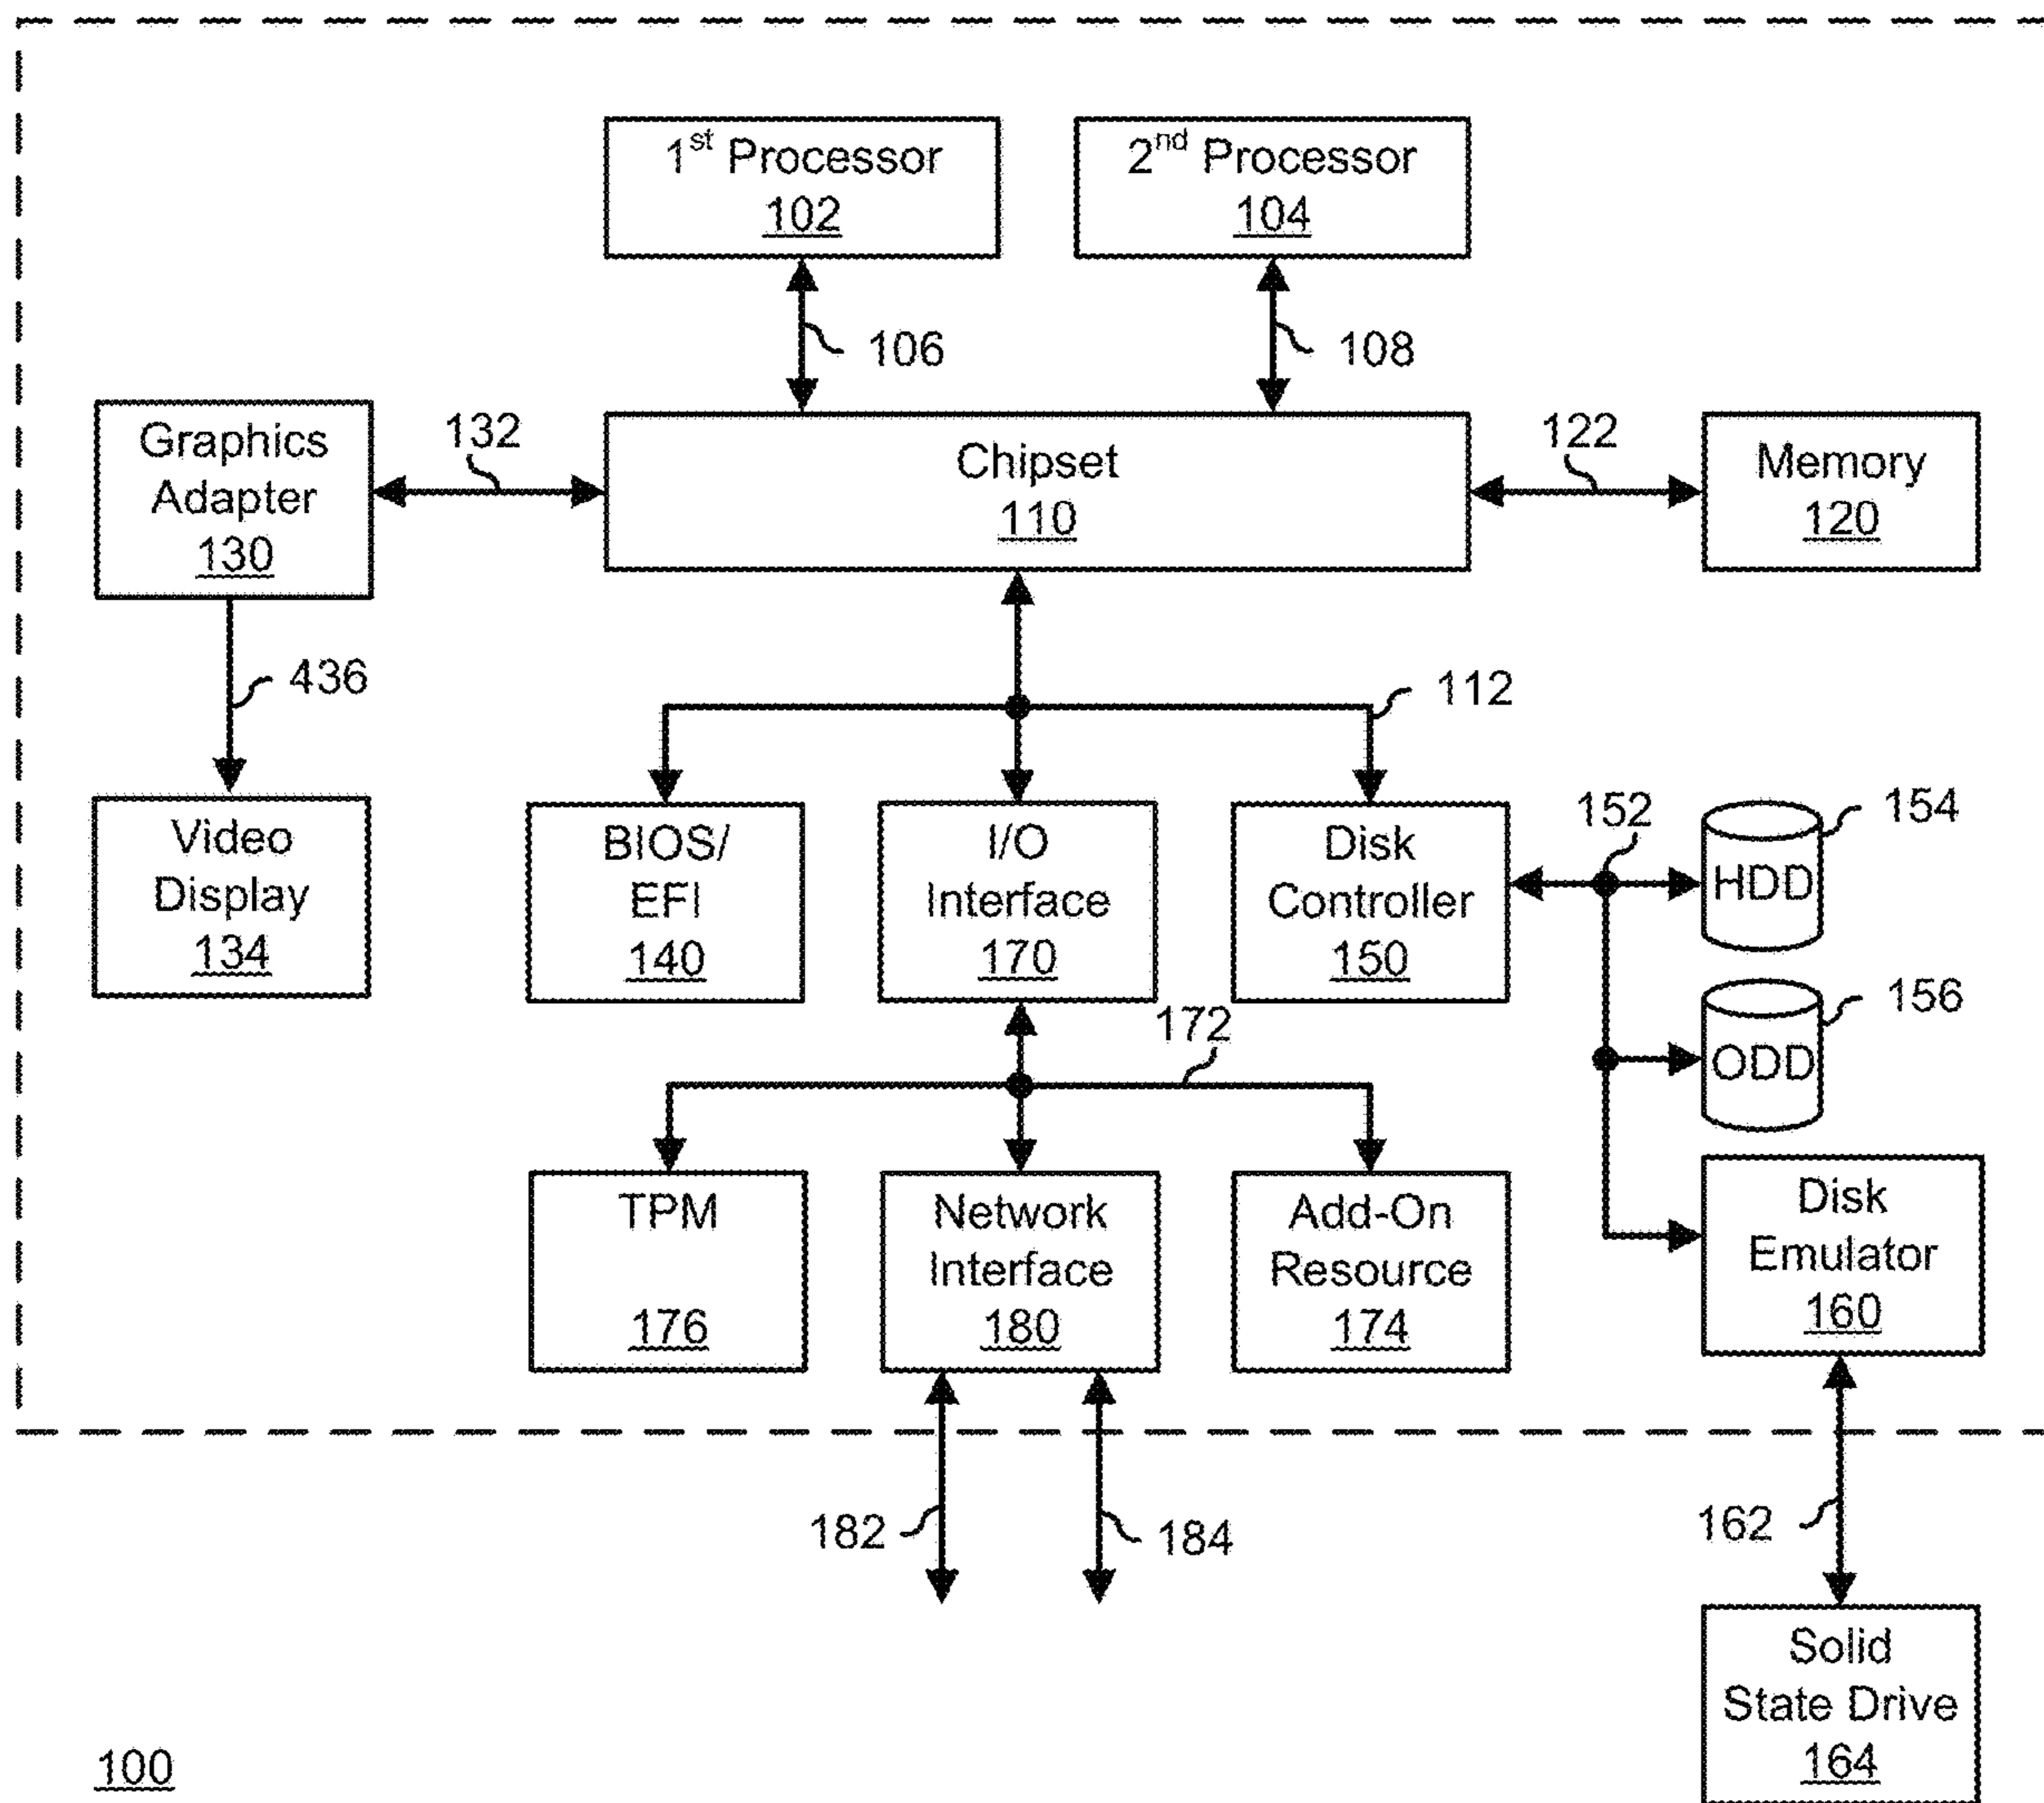 1st Processor
102
2nd Processor
104
106
108
Graphics
Adapter
130
132
Chipset
110
122
Memory
120
436
112
Video
Display
134
BIOS/
EFI
140
I/O
Interface
170
Disk
Controller
150
152
HDD
154
ODD
156
172
TPM
176
Network
Interface
180
Add-On
Resource
174
Disk
Emulator
160
182
184
162
Solid
State Drive
164
100